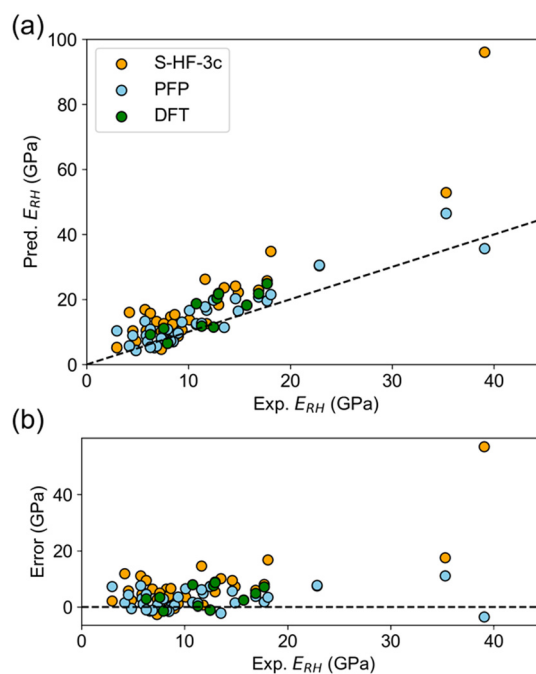 (a)
100
80
60
40
20
0
Pred. E_RH (GPa)
S-HF-3c
PFP
DFT
0 10 20 30 40
Exp. E_RH (GPa)
(b)
40
20
0
Error (GPa)
0 10 20 30 40
Exp. E_RH (GPa)